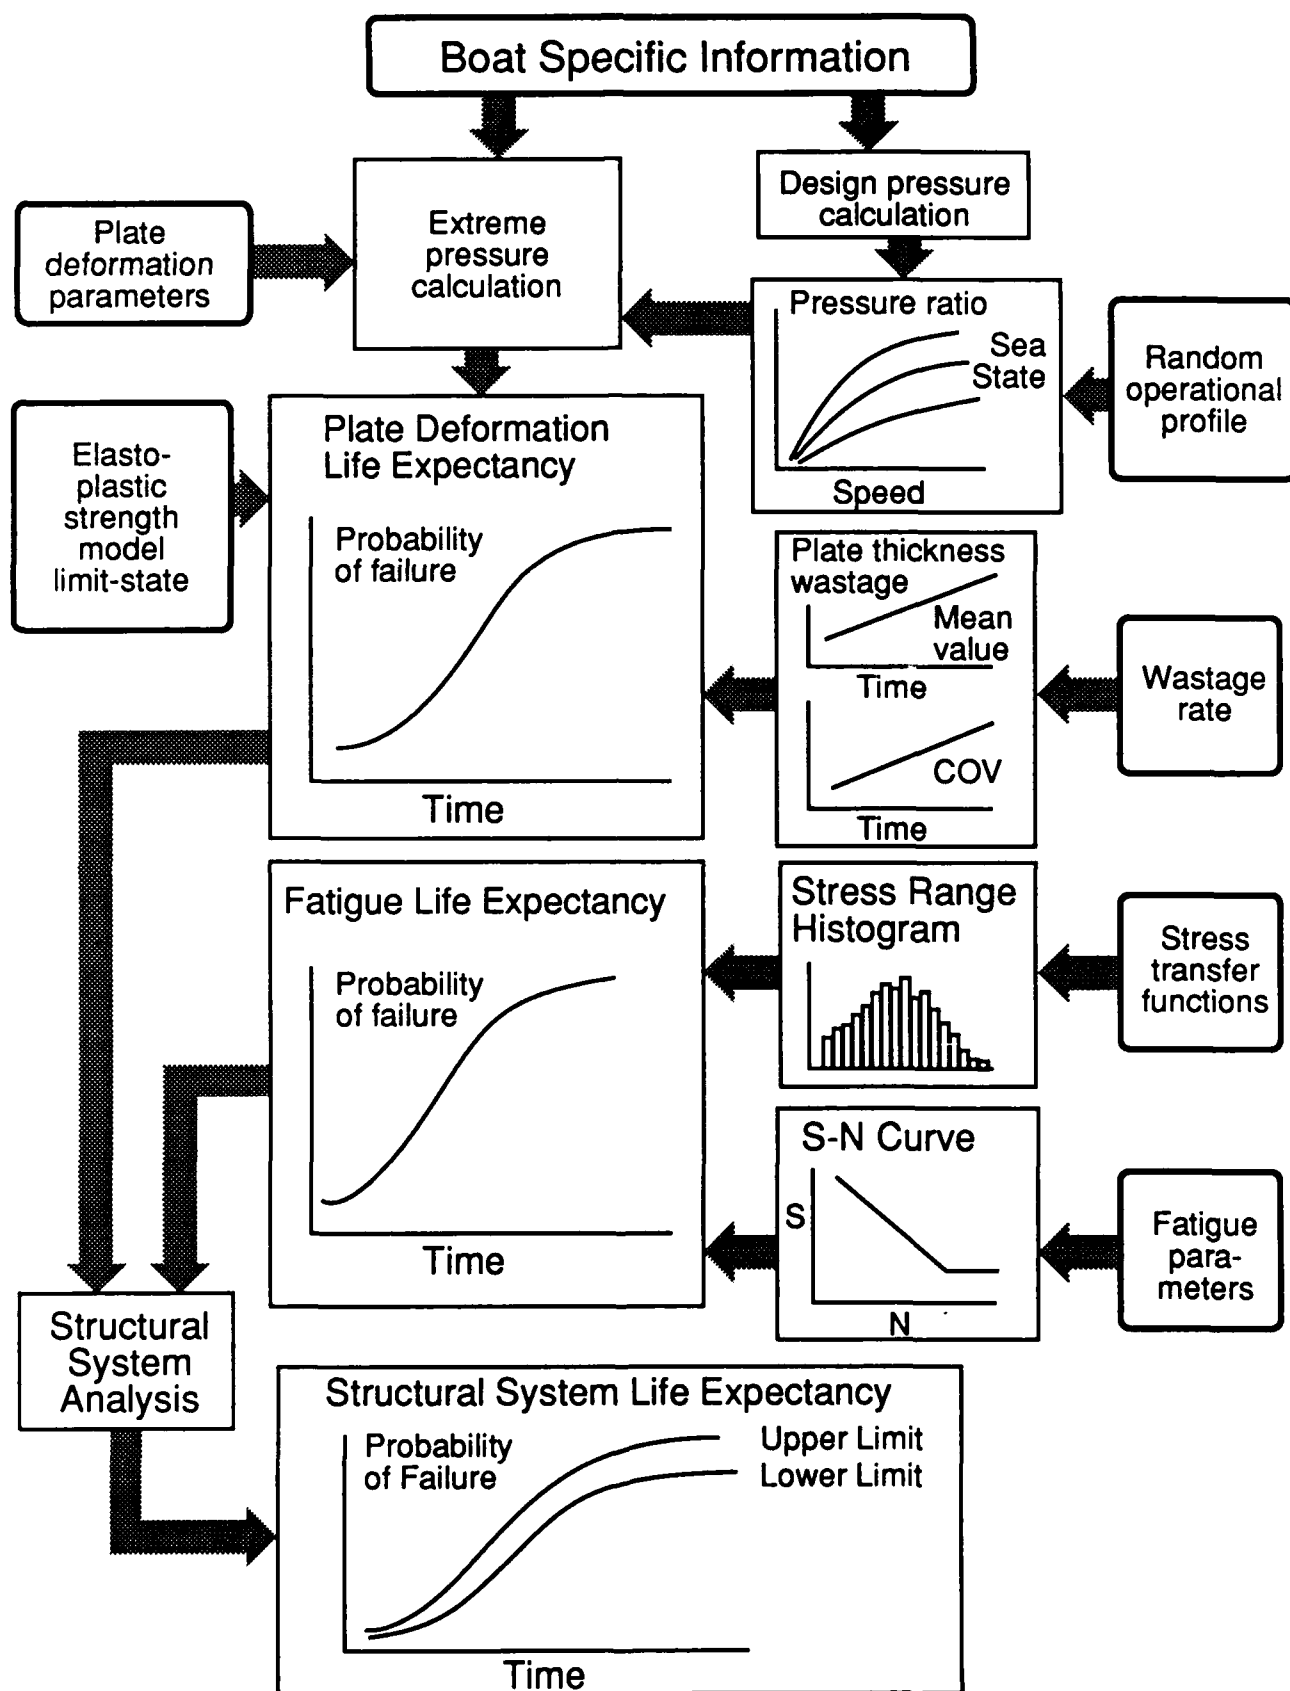 Boat Specific Information
Design pressure
calculation
Extreme
pressure
calculation
Plate
deformation
parameters
Pressure ratio
Sea
State
Speed
Random
operational
profile
Elasto-
plastic
strength
model
limit-state
Plate Deformation
Life Expectancy
Probability
of failure
Time
Plate thickness
wastage
Mean
value
Time
COV
Time
Wastage
rate
Fatigue Life Expectancy
Probability
of failure
Time
Stress Range
Histogram
Stress
transfer
functions
S-N Curve
S
N
Fatigue
para-
meters
Structural
System
Analysis
Structural System Life Expectancy
Probability
of Failure
Upper Limit
Lower Limit
Time